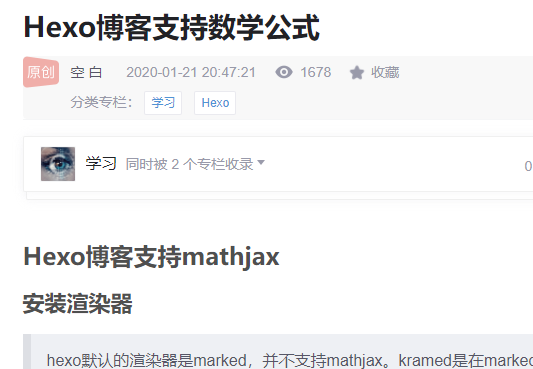 Hexo博客支持数学公式
原创 空 白 2020-01-21 20:47:21 1678 收藏
分类专栏： 学习 Hexo
学习 同时被 2 个专栏收录 0
Hexo博客支持mathjax
安装渲染器
hexo默认的渲染器是marked，并不支持mathjax。kramed是在marked